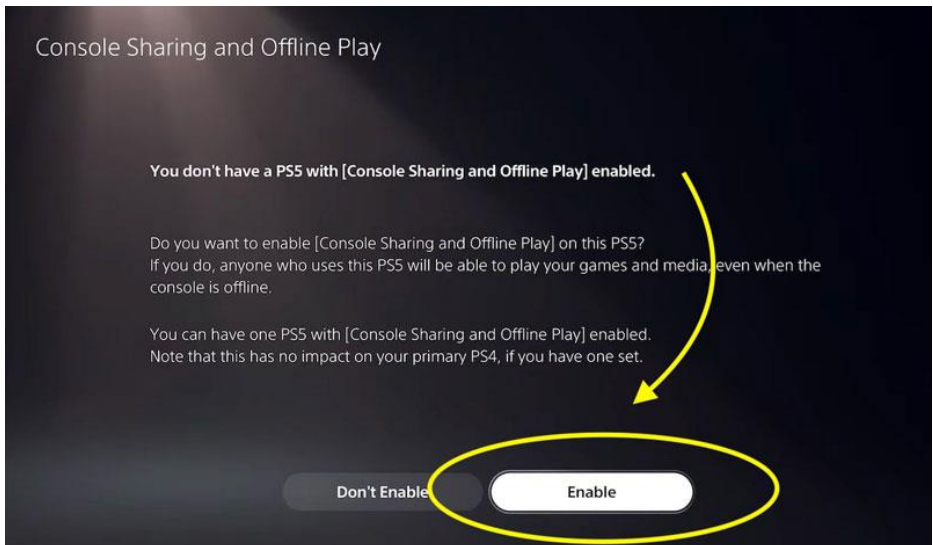 Console Sharing and Offline Play
You don't have a PS5 with [Console Sharing and Offline Play] enabled.
Do you want to enable [Console Sharing and Offline Play] on this PS5?
If you do, anyone who uses this PS5 will be able to play your games and media, even when the
console is offline.
You can have one PS5 with [Console Sharing and Offline Play] enabled.
Note that this has no impact on your primary PS4, if you have one set.
Don't Enable
Enable